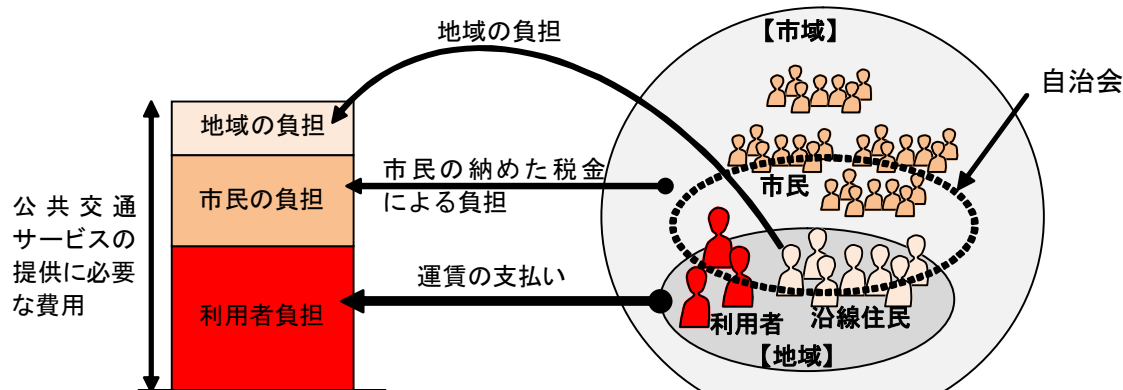 地域の負担
【市域】
自治会
地域の負担
市民の納めた税金
による負担
市民の負担
市民
公共交通
サービスの
提供に必要
な費用
運賃の支払い
利用者負担
利用者
沿線住民
【地域】